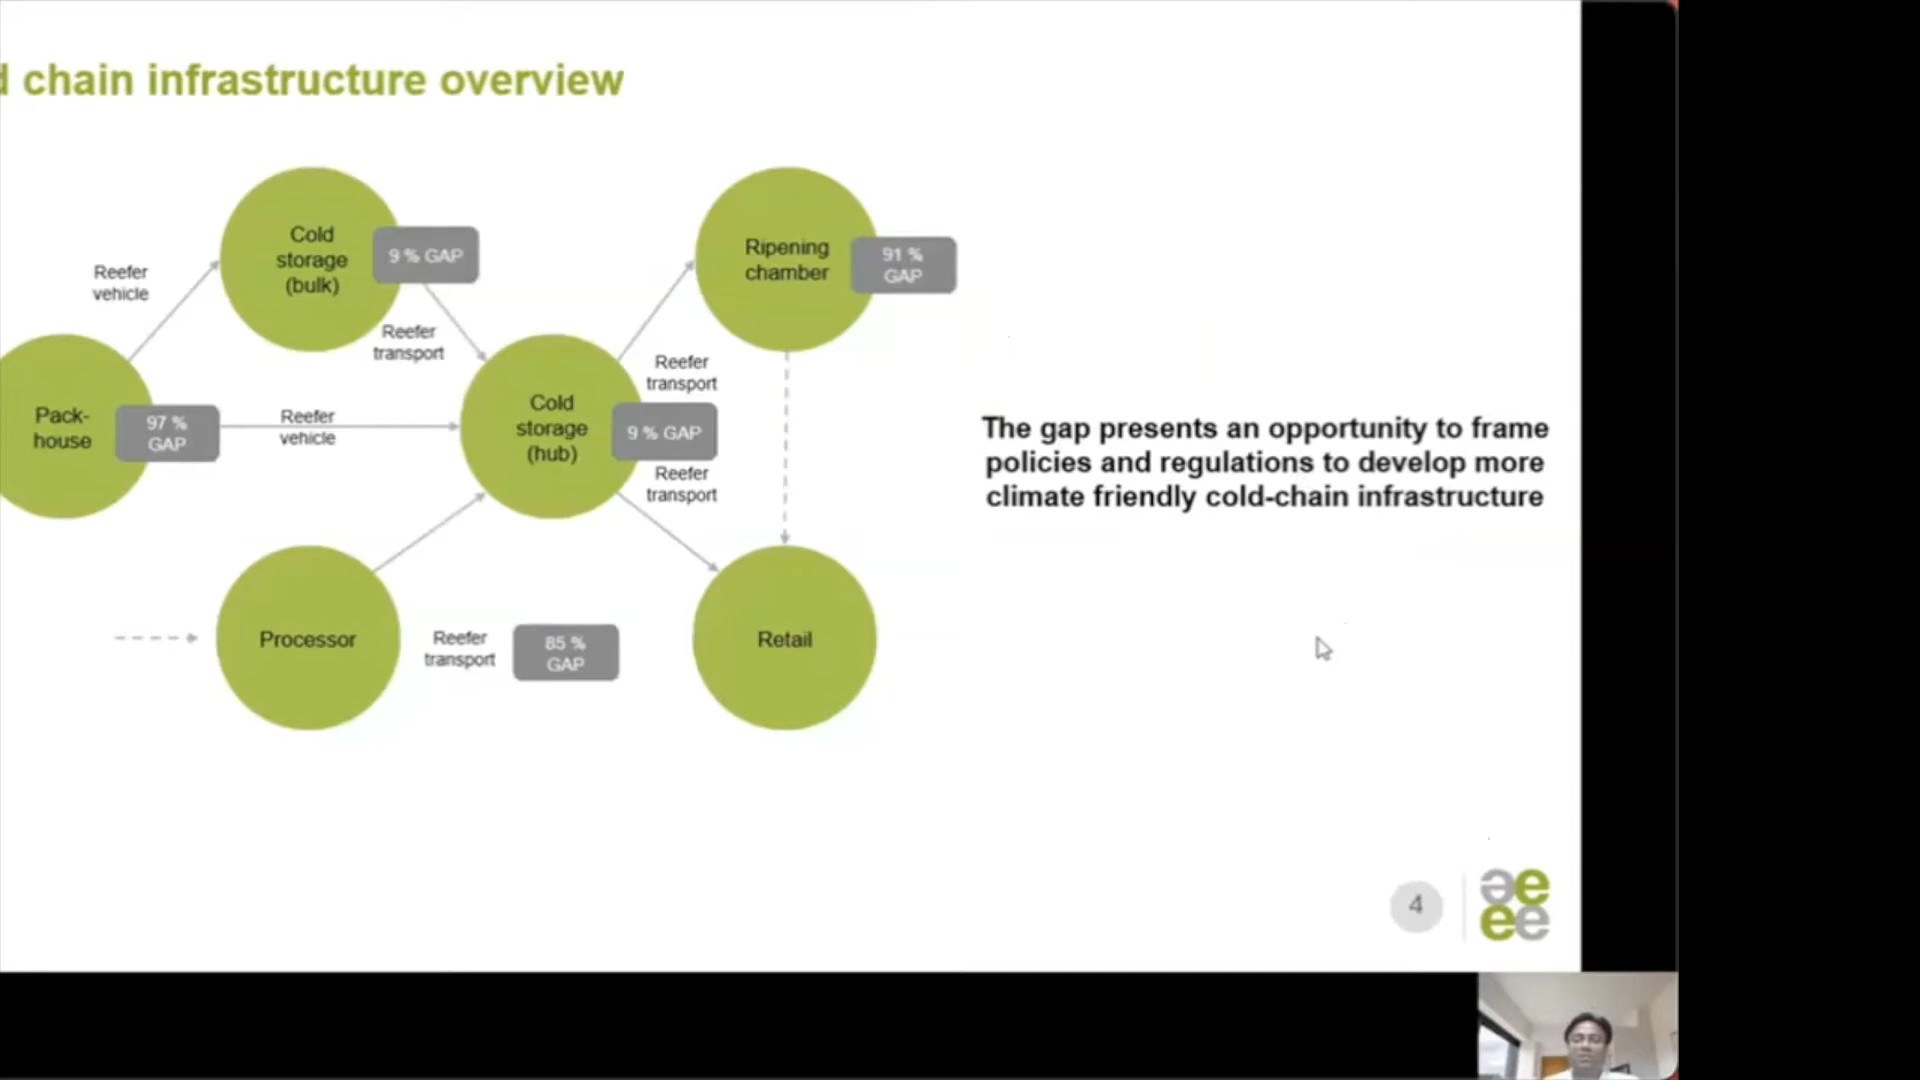 chain infrastructure overview
Cold
storage
(bulk)
9 % GAP
Ripening
chamber
91 %
GAP
Reefer
vehicle
Reefer
transport
Reefer
transport
Pack-
house
97 %
GAP
Reefer
vehicle
Cold
storage
(hub)
9 % GAP
Reefer
transport
The gap presents an opportunity to frame
policies and regulations to develop more
climate friendly cold-chain infrastructure
Processor
Reefer
transport
85 %
GAP
Retail
4
ee
ee